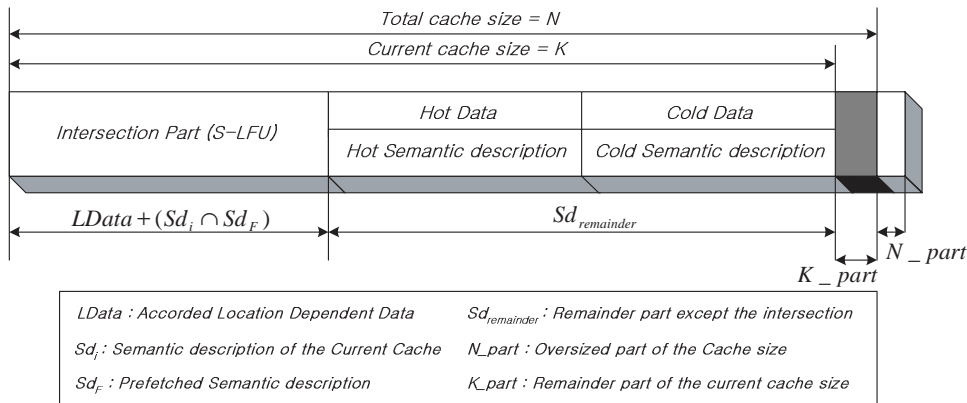 Total cache size = N
Current cache size = K
Intersection Part (S-LFU)
Hot Data
Cold Data
Hot Semantic description
Cold Semantic description
LData + (Sd_i ∩ Sd_F)
Sd_remainder
N _ part
K _ part
LData : Accorded Location Dependent Data
Sd_remainder : Remainder part except the intersection
Sd_i : Semantic description of the Current Cache
N_part : Oversized part of the Cache size
Sd_F : Prefetched Semantic description
K_part : Remainder part of the current cache size